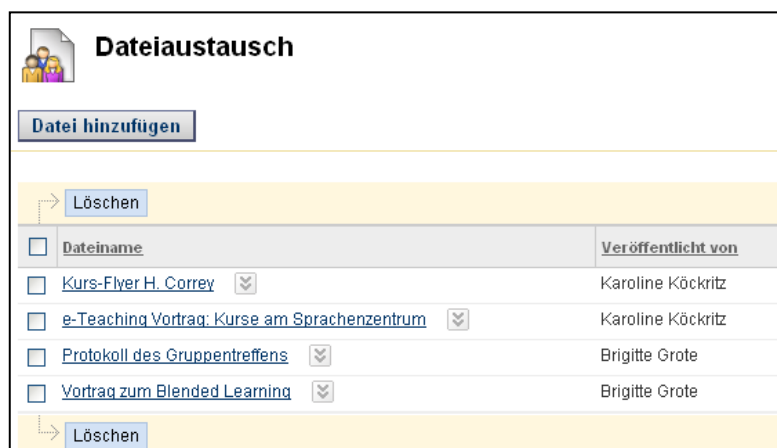 Dateiaustausch
Datei hinzufügen
Löschen
Dateiname Veröffentlicht von
Kurs-Flyer H. Correy Karoline Köckritz
e-Teaching Vortrag: Kurse am Sprachenzentrum Karoline Köckritz
Protokoll des Gruppentreffens Brigitte Grote
Vortrag zum Blended Learning Brigitte Grote
Löschen